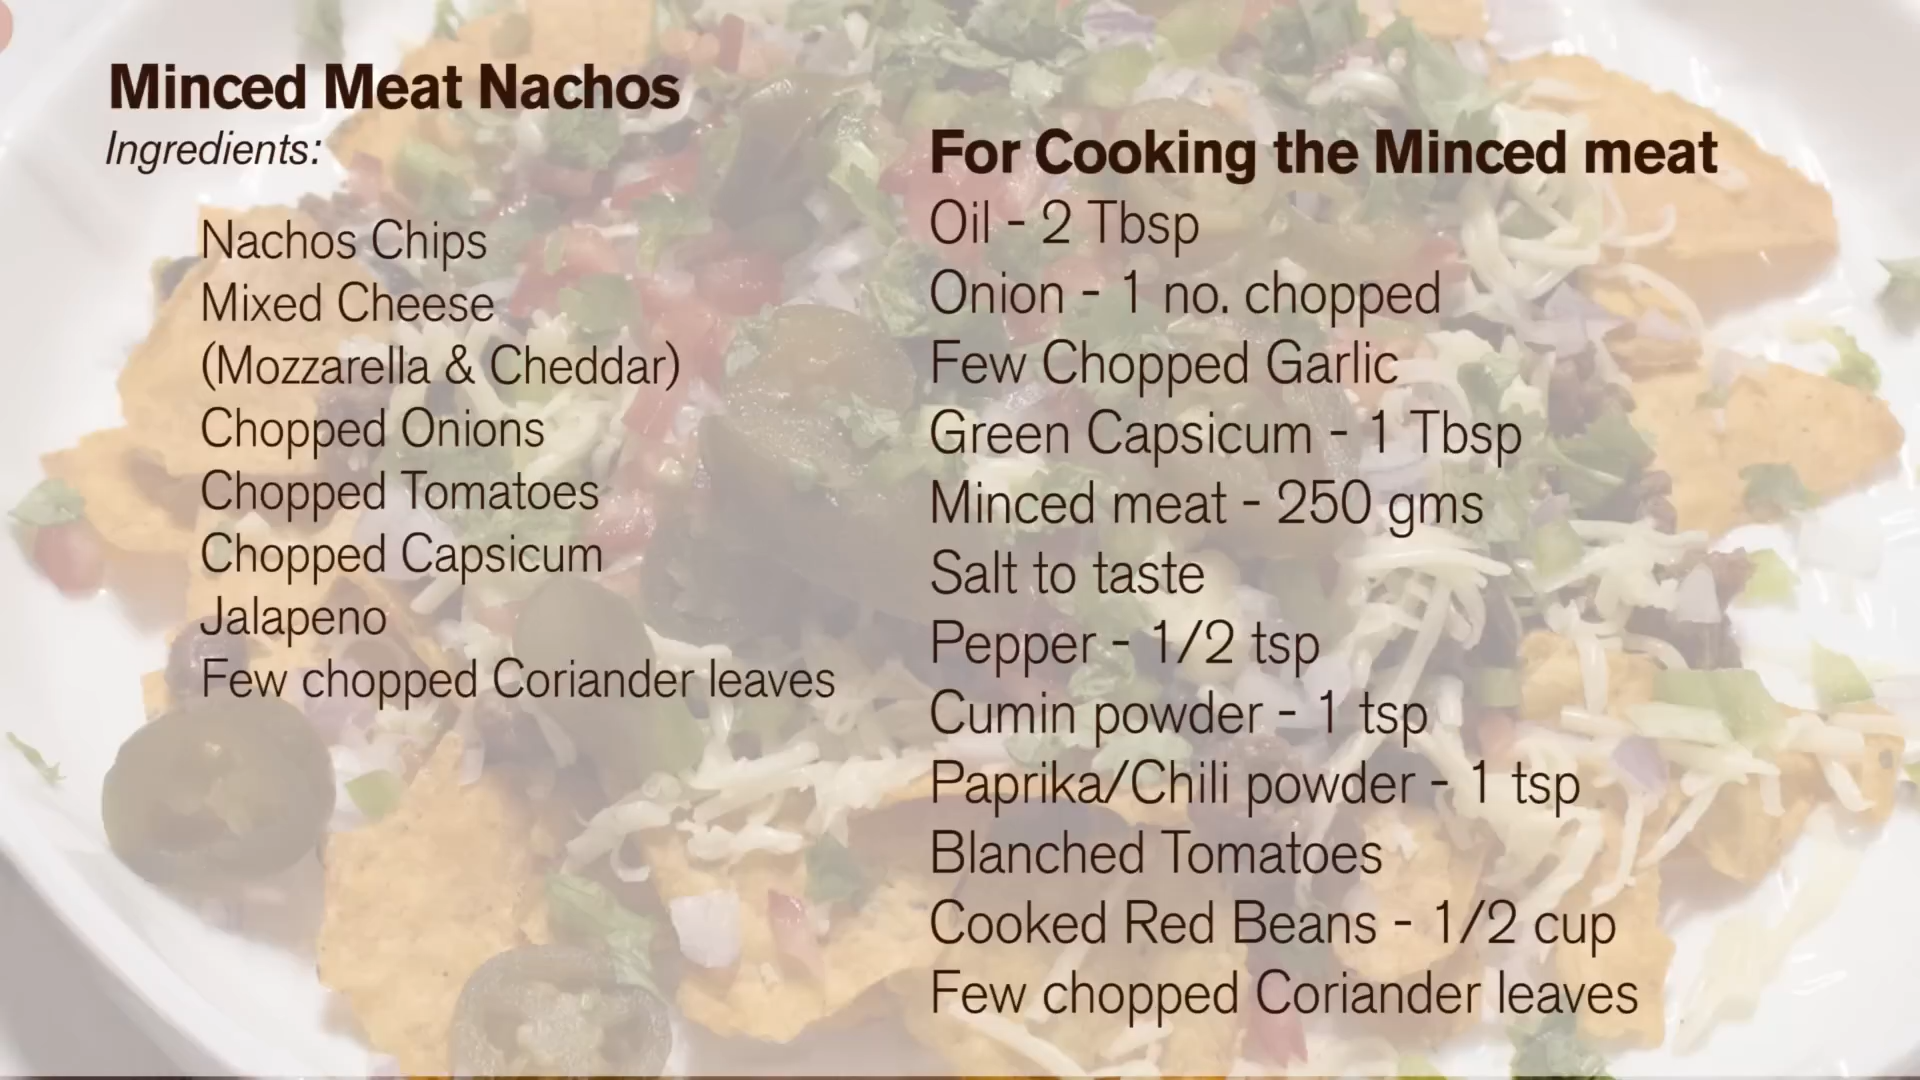 Minced Meat Nachos
Ingredients:
Nachos Chips
Mixed Cheese
(Mozzarella & Cheddar)
Chopped Onions
Chopped Tomatoes
Chopped Capsicum
Jalapeno
Few chopped Coriander leaves
For Cooking the Minced meat
Oil - 2 Tbsp
Onion - 1 no. chopped
Few Chopped Garlic
Green Capsicum - 1 Tbsp
Minced meat - 250 gms
Salt to taste
Pepper - 1/2 tsp
Cumin powder - 1 tsp
Paprika/Chili powder - 1 tsp
Blanched Tomatoes
Cooked Red Beans - 1/2 cup
Few chopped Coriander leaves